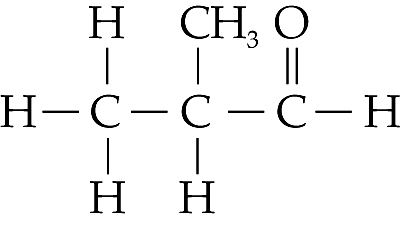 H CH₃ O
H — C — C — C — H
H H